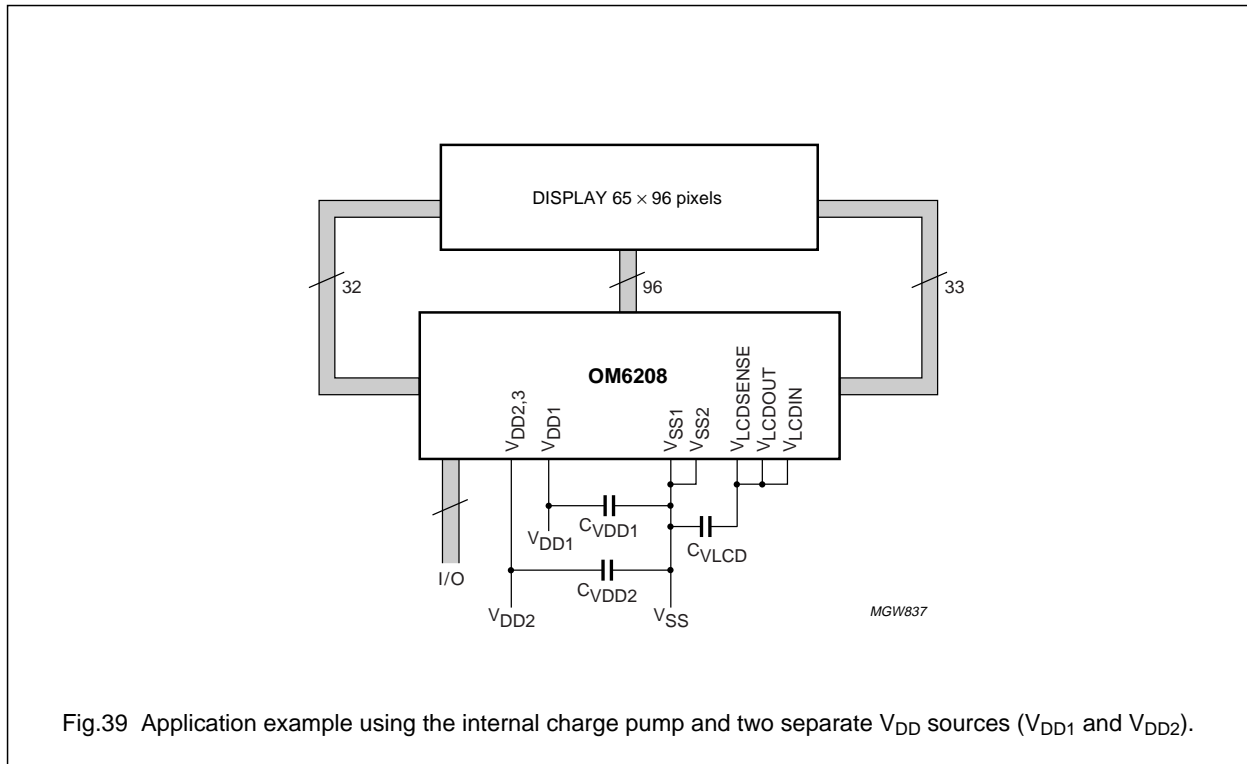 DISPLAY 65 × 96 pixels
32
96
33
OM6208
VDD2,3
VDD1
VSS1
VSS2
VLCDSENSE
VLCDOUT
VLCDIN
VDD1
CVDD1
CVLCD
I/O
VDD2
CVDD2
VSS
MGW837
Fig.39 Application example using the internal charge pump and two separate VDD sources (VDD1 and VDD2).